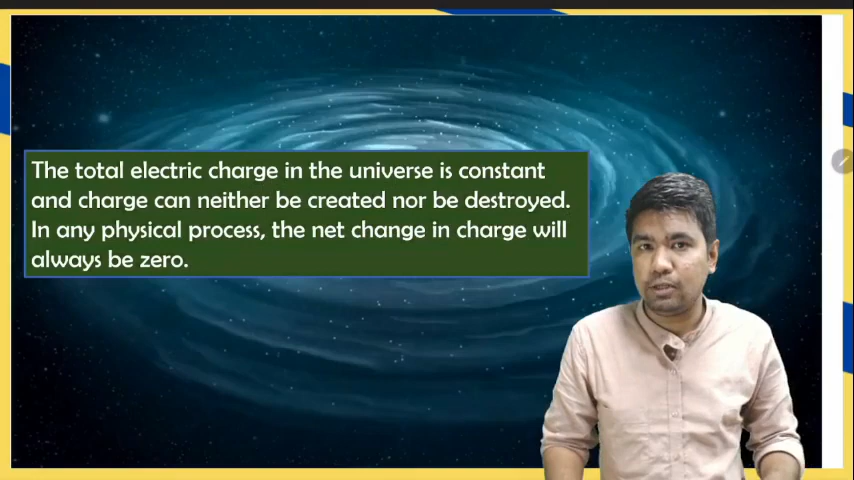 The total electric charge in the universe is constant
and charge can neither be created nor be destroyed.
In any physical process, the net change in charge will
always be zero.